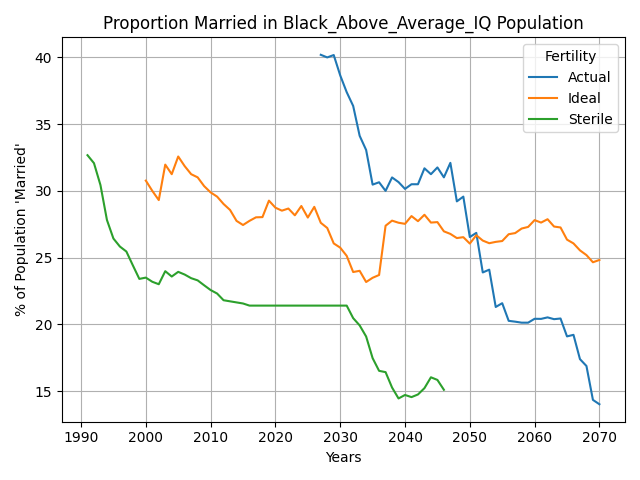 Proportion Married in Black_Above_Average_IQ Population
% of Population 'Married'
40
35
30
25
20
15
Fertility
Actual
Ideal
Sterile
1990 2000 2010 2020 2030 2040 2050 2060 2070
Years